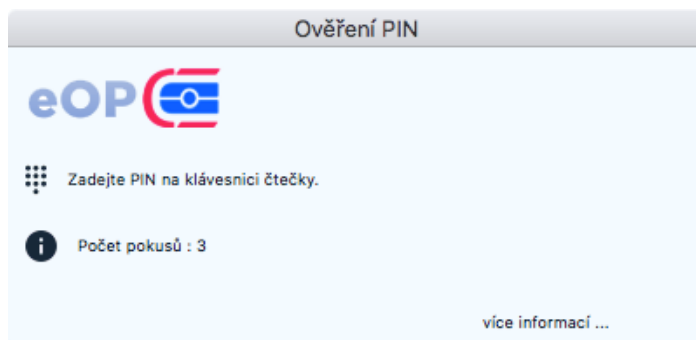 Ověření PIN
eOP
Zadejte PIN na klávesnici čtečky.
Počet pokusů : 3
více informací ...